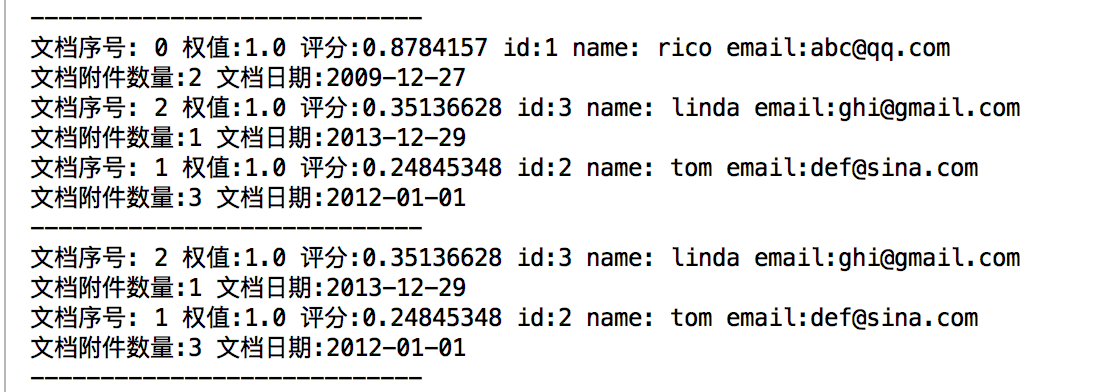 -----------------------------
文档序号: 0 权值:1.0 评分:0.8784157 id:1 name: rico email:abc@qq.com
文档附件数量:2 文档日期:2009-12-27
文档序号: 2 权值:1.0 评分:0.35136628 id:3 name: linda email:ghi@gmail.com
文档附件数量:1 文档日期:2013-12-29
文档序号: 1 权值:1.0 评分:0.24845348 id:2 name: tom email:def@sina.com
文档附件数量:3 文档日期:2012-01-01
-----------------------------
文档序号: 2 权值:1.0 评分:0.35136628 id:3 name: linda email:ghi@gmail.com
文档附件数量:1 文档日期:2013-12-29
文档序号: 1 权值:1.0 评分:0.24845348 id:2 name: tom email:def@sina.com
文档附件数量:3 文档日期:2012-01-01
-----------------------------